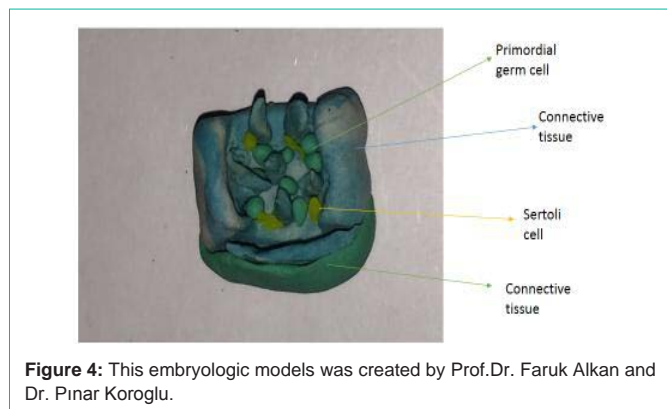 Primordial
germ cell
Connective
tissue
Sertoli
cell
Connective
tissue
Figure 4: This embryologic models was created by Prof.Dr. Faruk Alkan and
Dr. Pınar Koroglu.